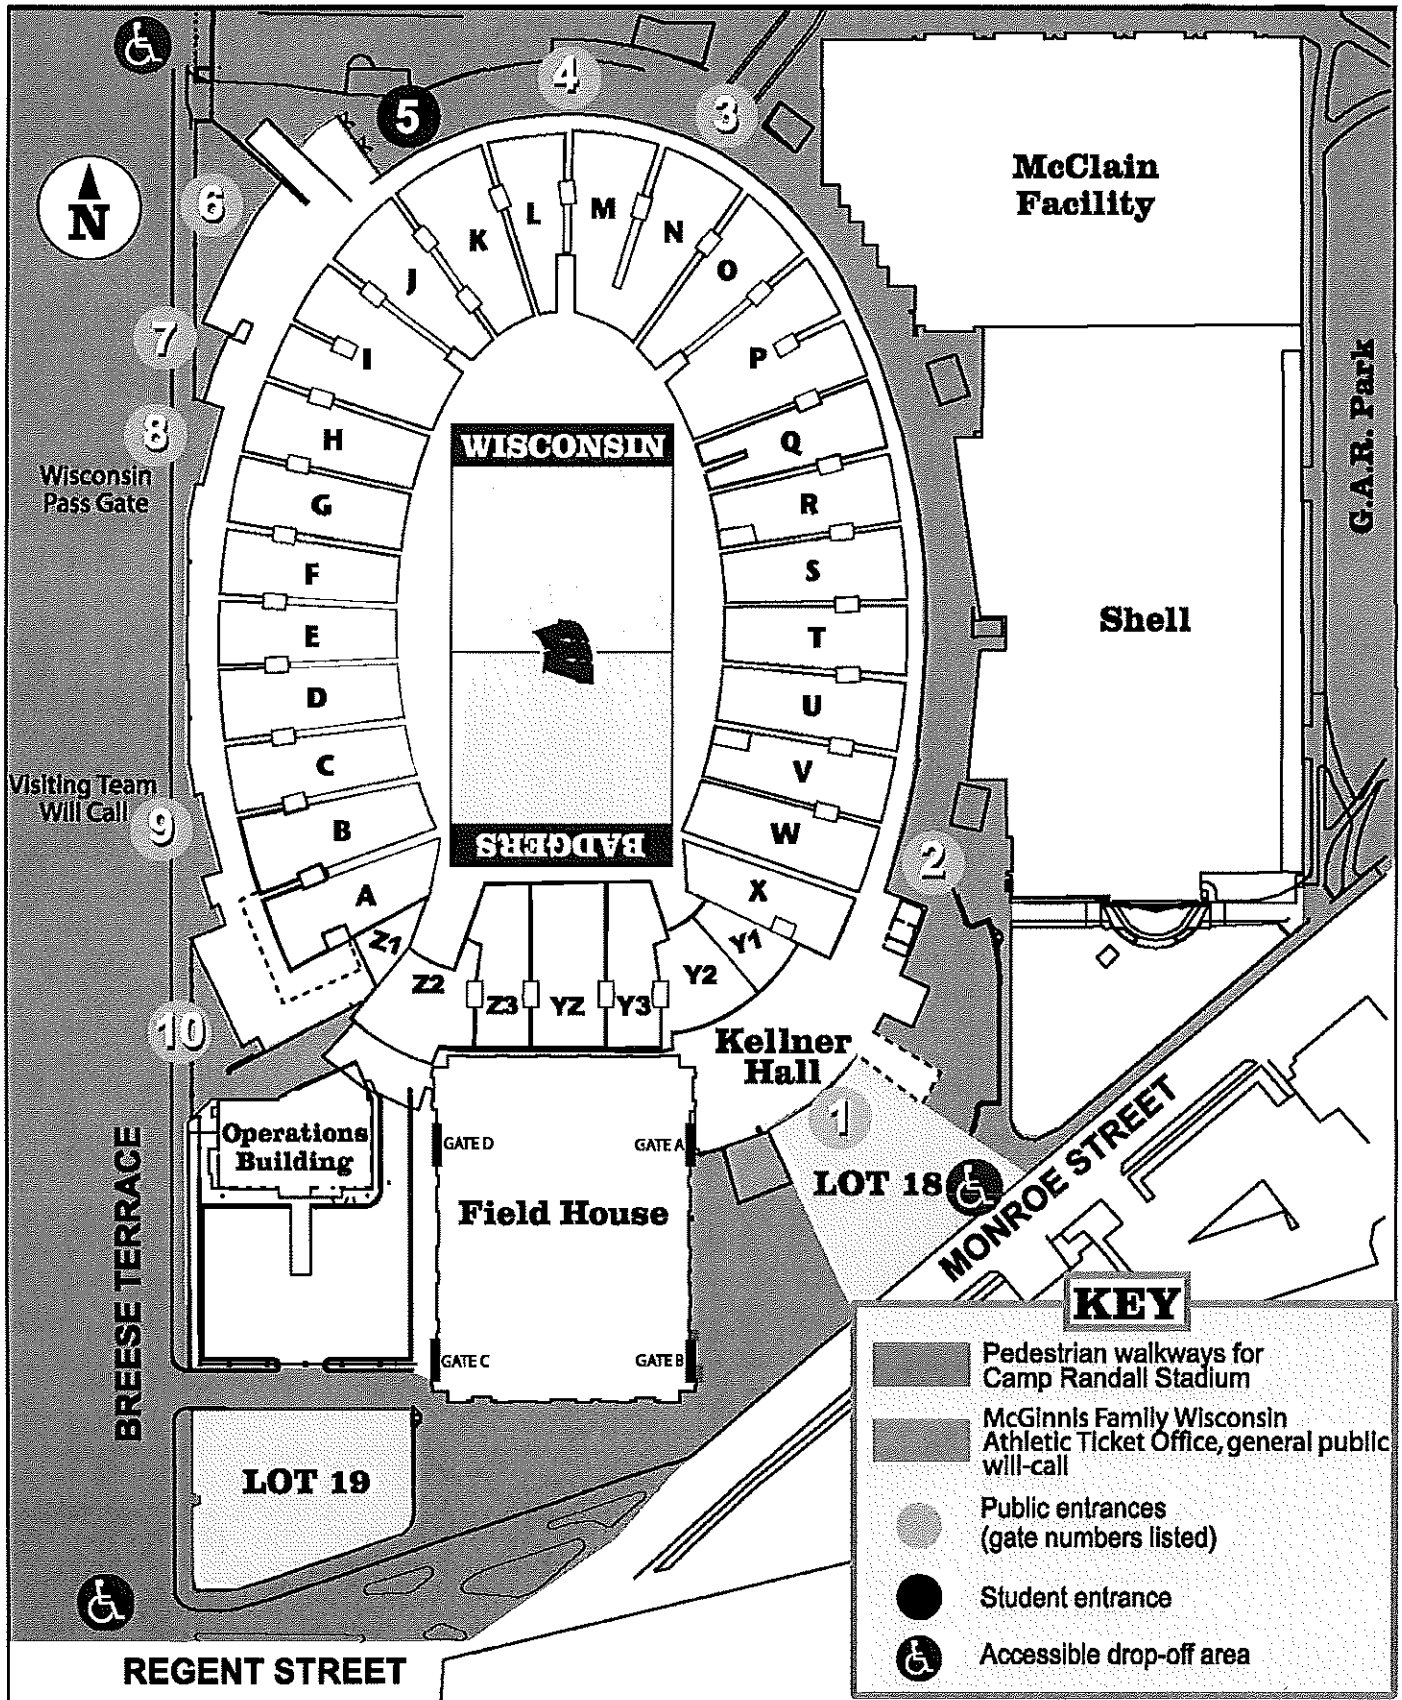 5
4
3
6
N
McClain
Facility
L
M
K
N
J
O
7
I
P
G.A.R. Park
8
H
Q
WISCONSIN
Wisconsin
Pass Gate
G
R
F
S
E
T
Shell
D
U
C
V
Visiting Team
Will Call
9
B
W
BADGERS
2
A
X
Z1
Y1
Z2
Y2
Z3
YZ
Y3
10
Kellner
Hall
1
Operations
Building
GATE D
GATE A
LOT 18
MONROE STREET
Field House
BREESE TERRACE
GATE C
GATE B
LOT 19
REGENT STREET
KEY
Pedestrian walkways for
Camp Randall Stadium
McGinnis Family Wisconsin
Athletic Ticket Office, general public
will-call
Public entrances
(gate numbers listed)
Student entrance
Accessible drop-off area